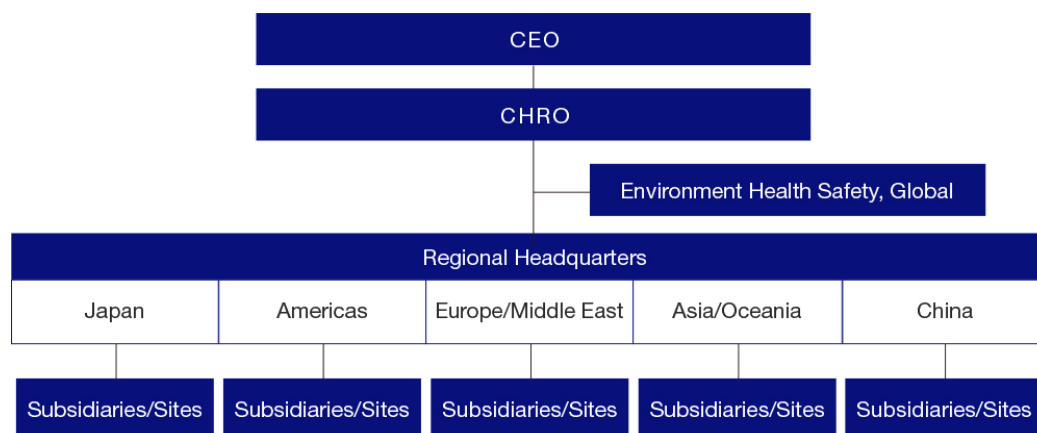 CEO
CHRO
Environment Health Safety, Global
Regional Headquarters
Japan
Americas
Europe/Middle East
Asia/Oceania
China
Subsidiaries/Sites
Subsidiaries/Sites
Subsidiaries/Sites
Subsidiaries/Sites
Subsidiaries/Sites